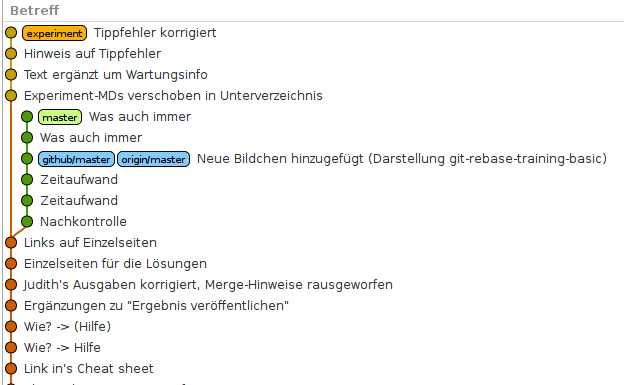 Betreff
experiment Tippfehler korrigiert
Hinweis auf Tippfehler
Text ergänzt um Wartungsinfo
Experiment-MDs verschoben in Unterverzeichnis
master Was auch immer
Was auch immer
github/master origin/master Neue Bildchen hinzugefügt (Darstellung git-rebase-training-basic)
Zeitaufwand
Zeitaufwand
Nachkontrolle
Links auf Einzelseiten
Einzelseiten für die Lösungen
Judith's Ausgaben korrigiert, Merge-Hinweise rausgeworfen
Ergänzungen zu "Ergebnis veröffentlichen"
Wie? -> (Hilfe)
Wie? -> Hilfe
Link in's Cheat sheet